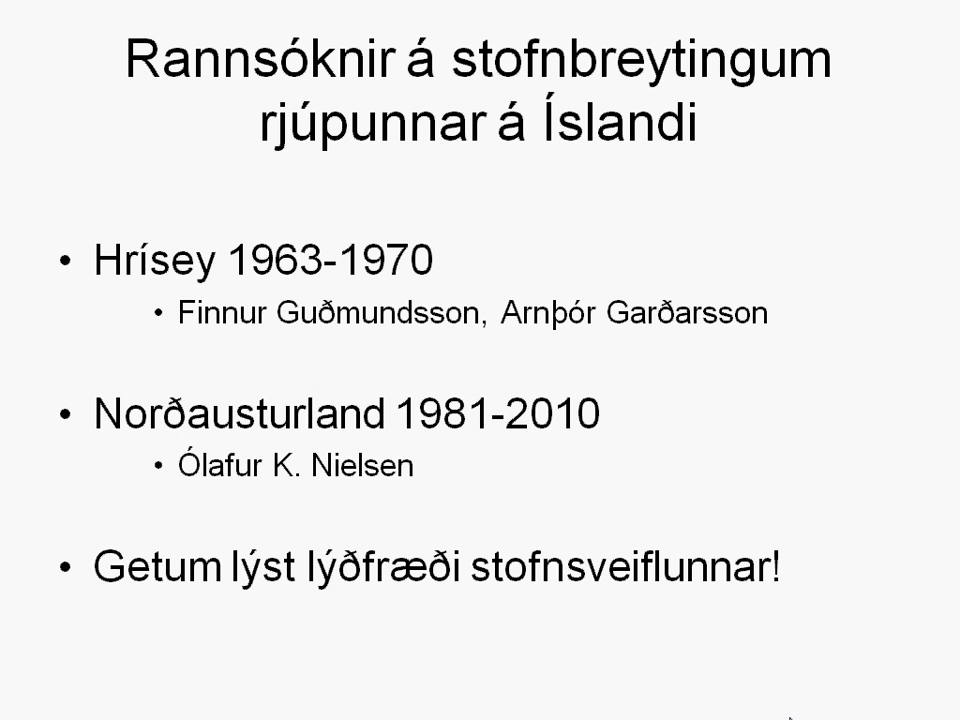 Rannsóknir á stofnbreytingum
rjúpunnar á Íslandi
• Hrísey 1963-1970
• Finnur Guðmundsson, Arnþór Garðarsson
• Norðausturland 1981-2010
• Ólafur K. Nielsen
• Getum lýst lýðfræði stofnsveiflunnar!